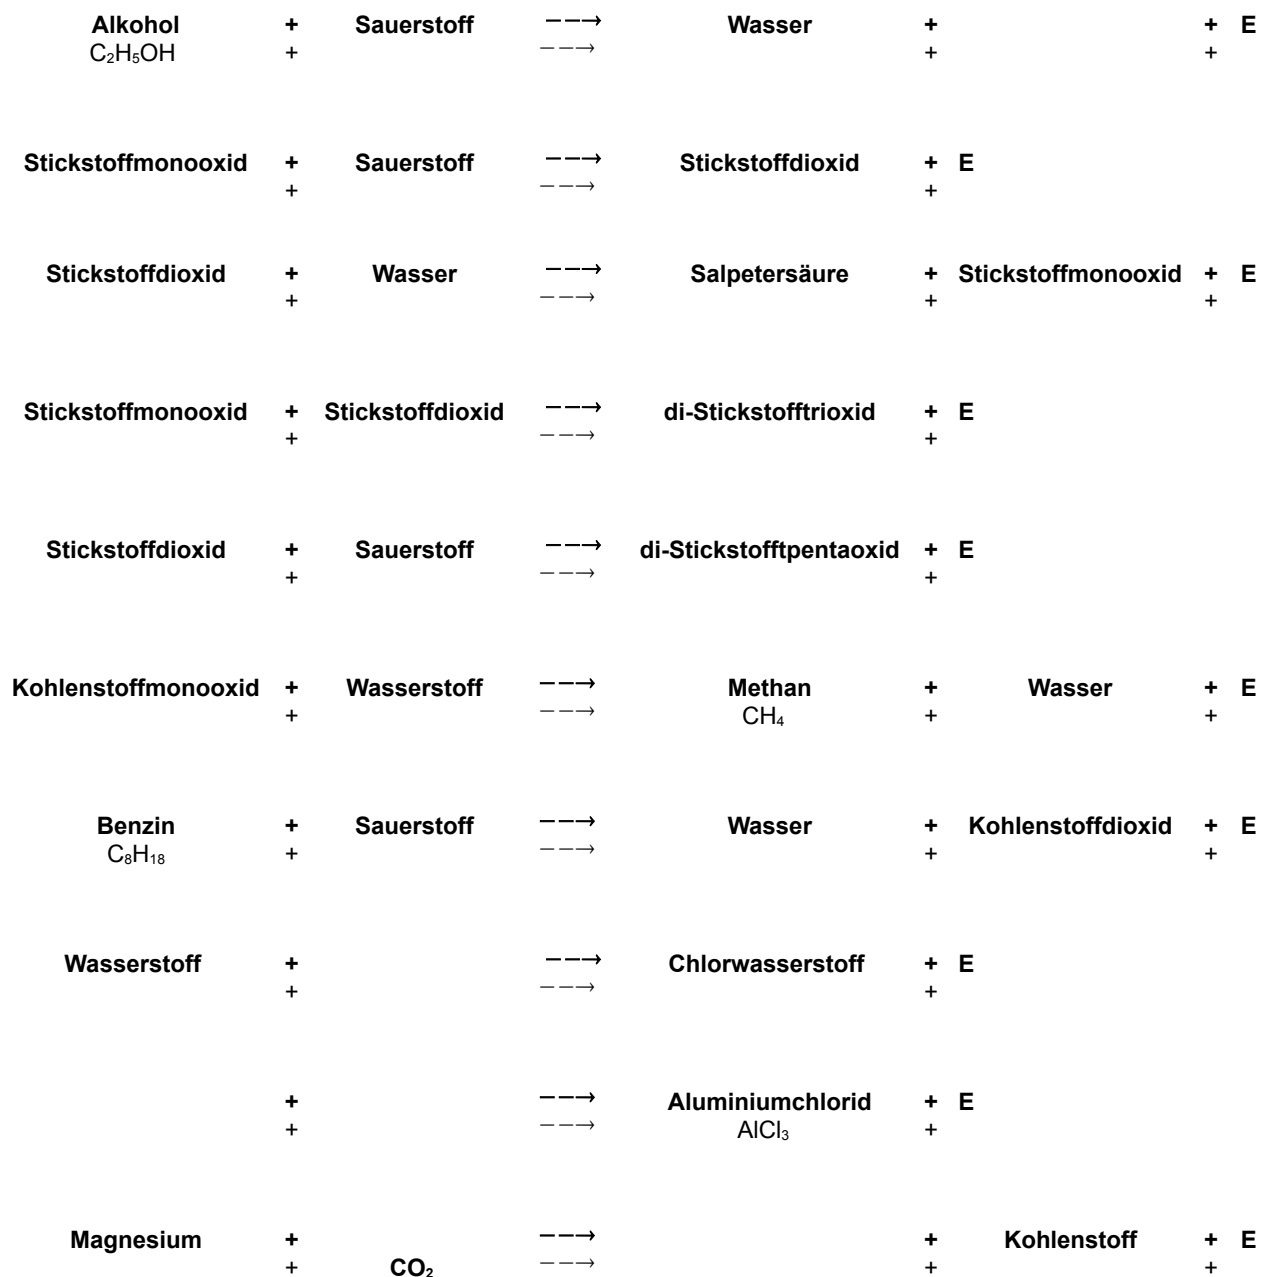 Alkohol + Sauerstoff −−→ Wasser + + E
C₂H₅OH + −−→ + +
Stickstoffmonooxid + Sauerstoff −−→ Stickstoffdioxid + E
+ −−→ +
Stickstoffdioxid + Wasser −−→ Salpetersäure + Stickstoffmonooxid + E
+ −−→ + +
Stickstoffmonooxid + Stickstoffdioxid −−→ di-Stickstofftrioxid + E
+ −−→ +
Stickstoffdioxid + Sauerstoff −−→ di-Stickstofftpentaoxid + E
+ −−→ +
Kohlenstoffmonooxid + Wasserstoff −−→ Methan + Wasser + E
+ −−→ CH₄ + +
Benzin + Sauerstoff −−→ Wasser + Kohlenstoffdioxid + E
C₈H₁₈ + −−→ + +
Wasserstoff + −−→ Chlorwasserstoff + E
+ −−→ +
+ −−→ Aluminiumchlorid + E
+ −−→ AlCl₃ +
Magnesium + −−→ + Kohlenstoff + E
+ CO₂ −−→ + +